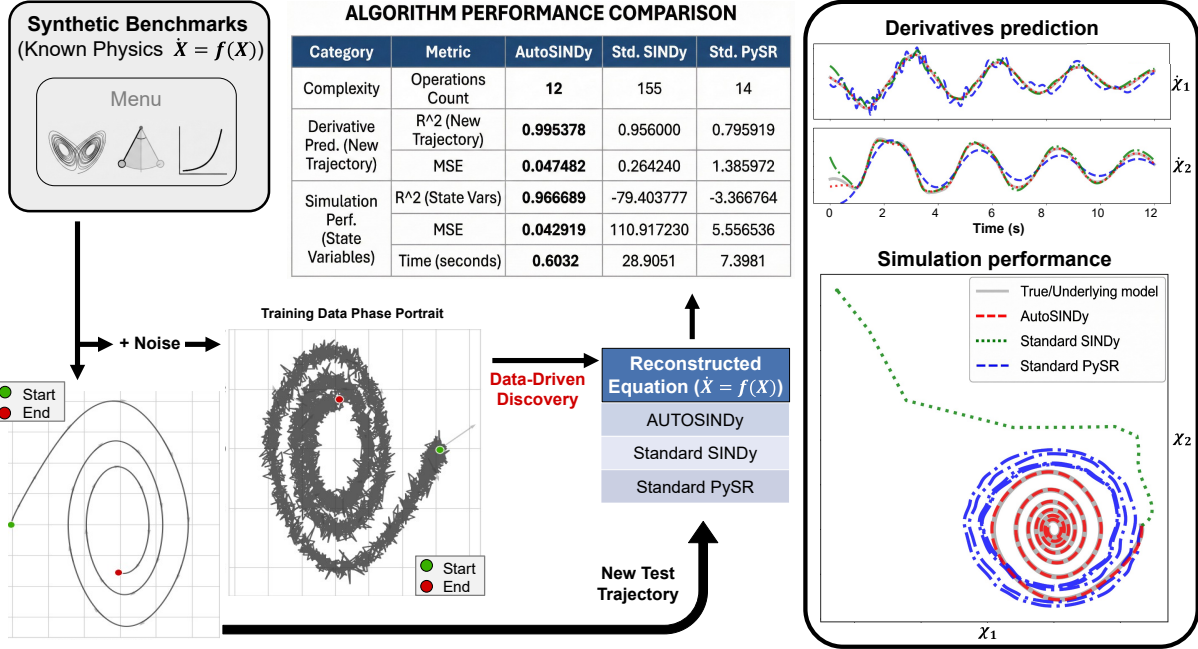 Synthetic Benchmarks
(Known Physics Ẋ = f(X))
Menu
ALGORITHM PERFORMANCE COMPARISON
Category Metric AutoSINDy Std. SINDy Std. PySR
Complexity Operations Count 12 155 14
Derivative Pred. (New Trajectory) R^2 (New Trajectory) 0.995378 0.956000 0.795919
MSE 0.047482 0.264240 1.385972
Simulation Perf. (State Variables) R^2 (State Vars) 0.966689 -79.403777 -3.366764
MSE 0.042919 110.917230 5.556536
Time (seconds) 0.6032 28.9051 7.3981
+ Noise
Start
End
Training Data Phase Portrait
Start
End
Data-Driven
Discovery
Reconstructed
Equation (Ẋ = f(X))
AUTOSINDy
Standard SINDy
Standard PySR
New Test
Trajectory
Derivatives prediction
χ̇₁
χ̇₂
0 2 4 6 8 10 12
Time (s)
Simulation performance
True/Underlying model
AutoSINDy
Standard SINDy
Standard PySR
χ₂
χ₁